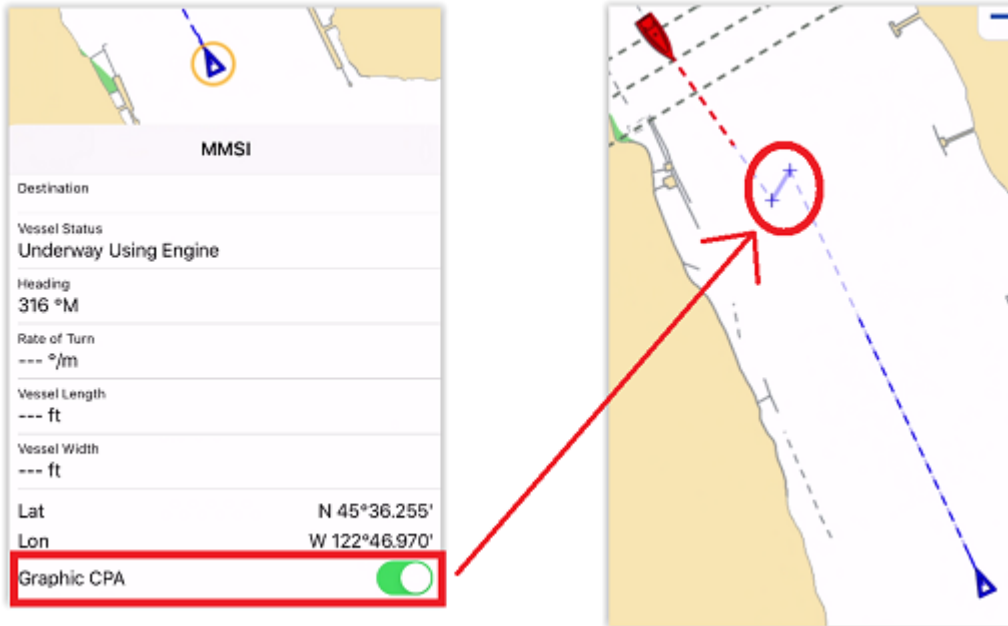 MMSI
Destination
Vessel Status
Underway Using Engine
Heading
316 °M
Rate of Turn
--- °/m
Vessel Length
--- ft
Vessel Width
--- ft
Lat N 45°36.255'
Lon W 122°46.970'
Graphic CPA